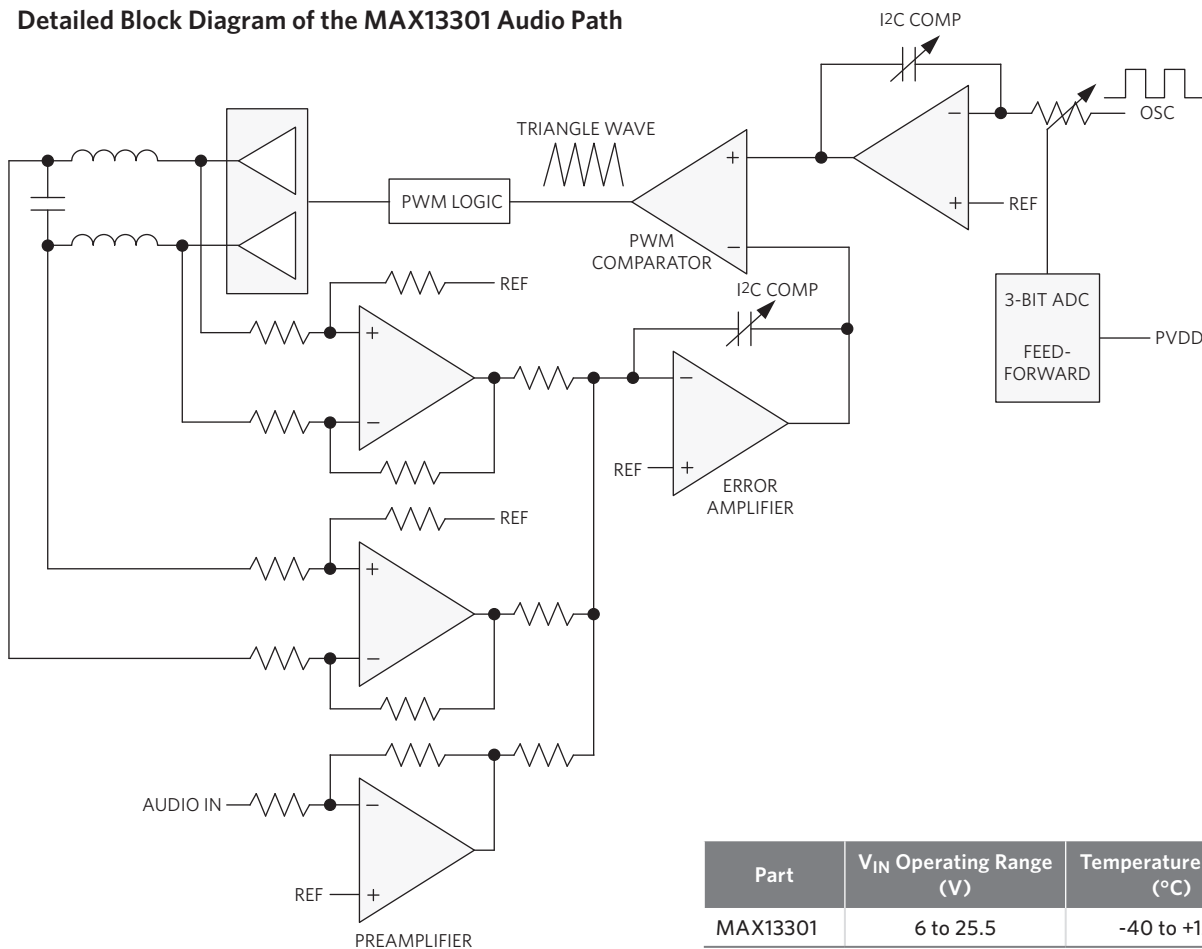 Detailed Block Diagram of the MAX13301 Audio Path
I²C COMP
OSC
TRIANGLE WAVE
+
−
−
+
REF
PWM LOGIC
PWM
COMPARATOR
REF
I²C COMP
3-BIT ADC
FEED-
FORWARD
PVDD
+
−
−
REF
+
ERROR
AMPLIFIER
REF
+
−
AUDIO IN
−
REF
+
PREAMPLIFIER
Part
V_IN Operating Range
(V)
Temperature
(°C)
MAX13301
6 to 25.5
-40 to +1